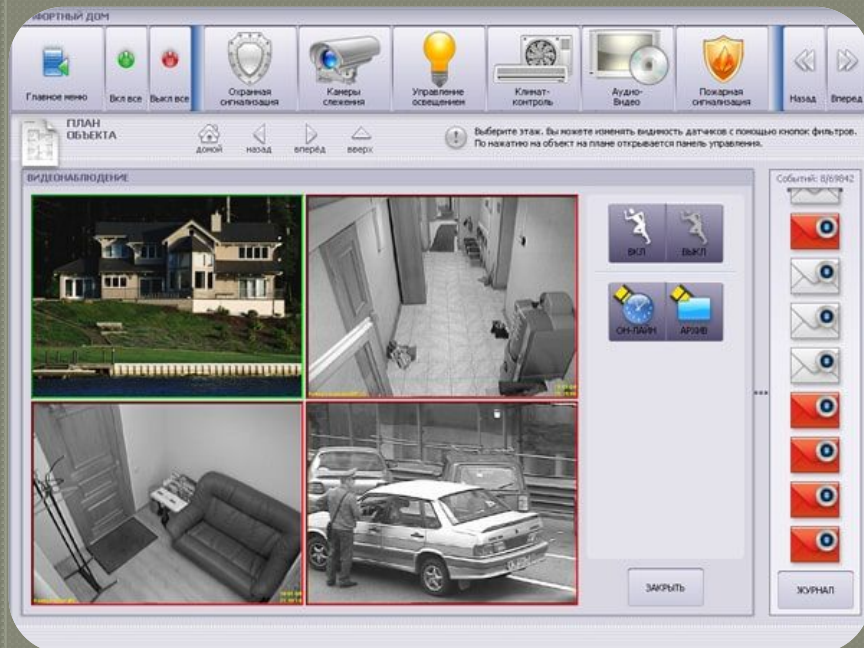 ФОРТНЫЙ ДОМ
Главное меню
Вкл все
Выкл все
Охранная
сигнализация
Камеры
слежения
Управление
освещением
Климат-
контроль
Аудио-
Видео
Пожарная
сигнализация
Назад
Вперед
ПЛАН
ОБЪЕКТА
домой
назад
вперёд
вверх
Выберите этаж. Вы можете изменять видимость датчиков с помощью кнопок фильтров.
По нажатию на объект на плане открывается панель управления.
ВИДЕОНАБЛЮДЕНИЕ
Событий: 8/69842
ВКЛ
ВЫКЛ
ОН-ЛАЙН
АРХИВ
ЗАКРЫТЬ
ЖУРНАЛ